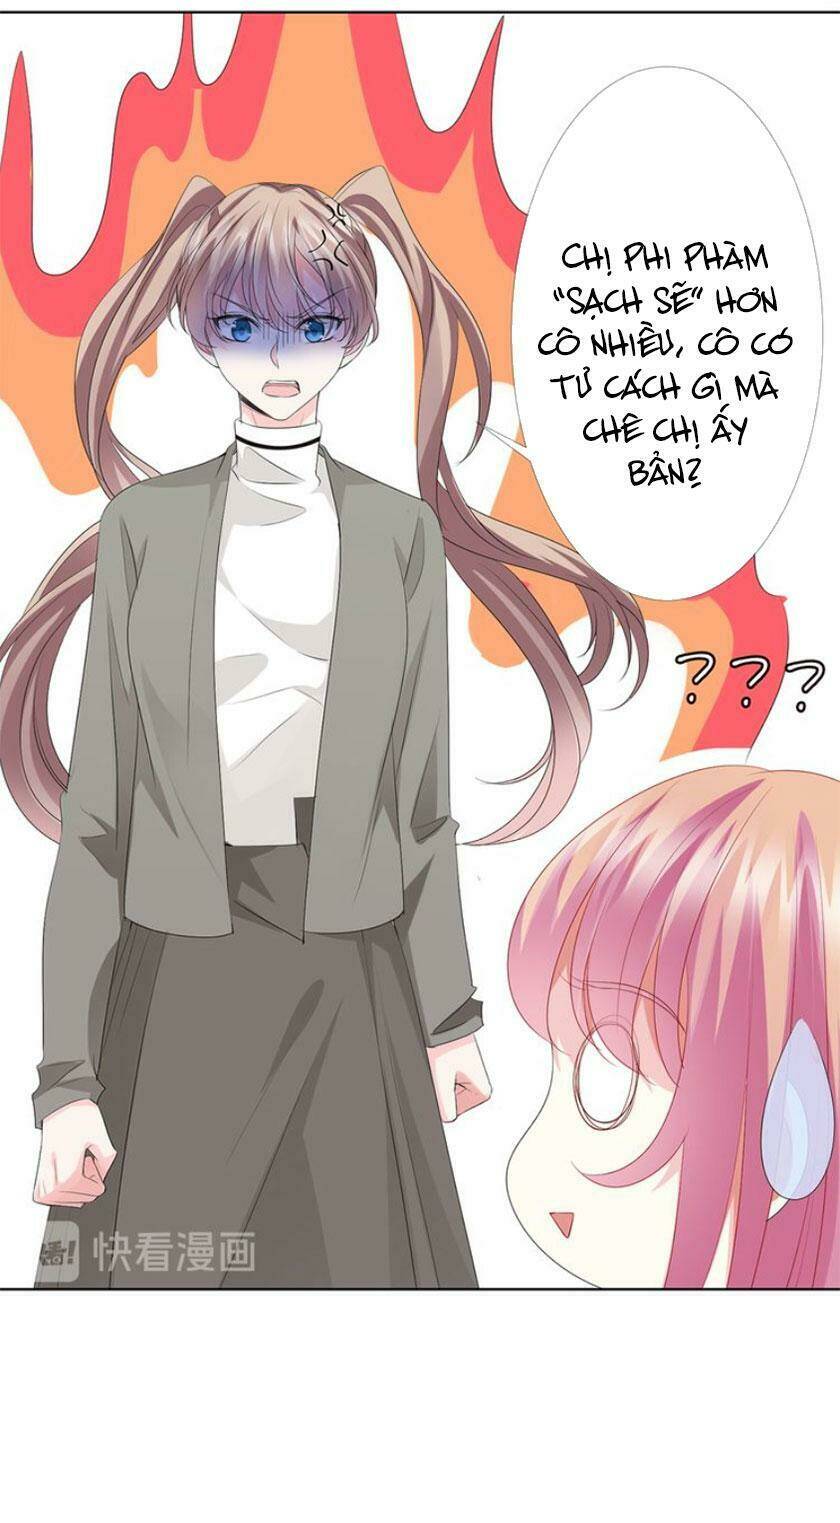 CHỊ PHI PHÀM
"SẠCH SẼ" HƠN
CÔ NHIỀU, CÔ CÓ
TƯ CÁCH GÌ MÀ
CHÊ CHỊ ẤY
BẨN?
? ? ?
快看漫画